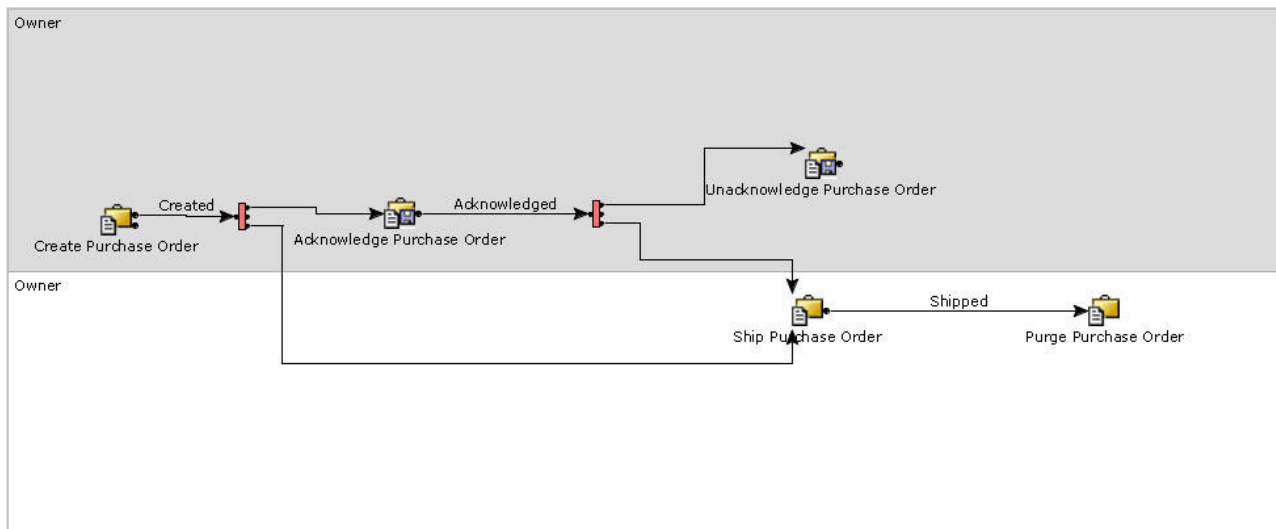 Owner
Unacknowledge Purchase Order
Created
Acknowledged
Create Purchase Order
Acknowledge Purchase Order
Owner
Shipped
Ship Purchase Order
Purge Purchase Order